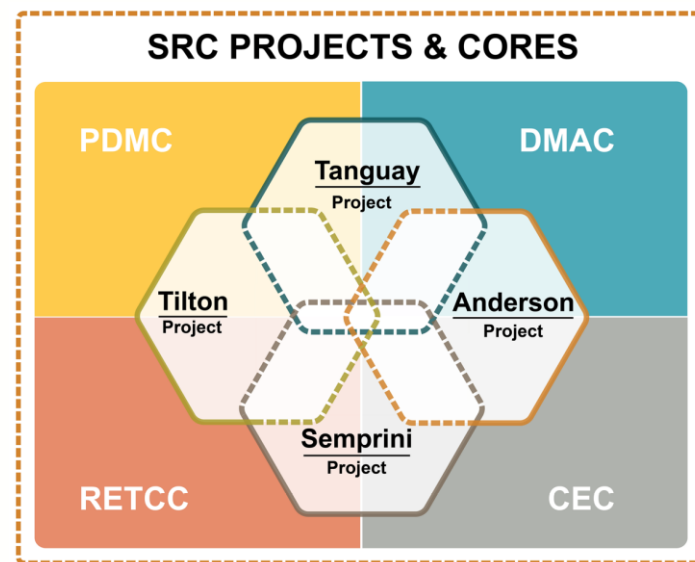 SRC PROJECTS & CORES
PDMC
DMAC
Tanguay
Project
Tilton
Project
Anderson
Project
Semprini
Project
RETCC
CEC